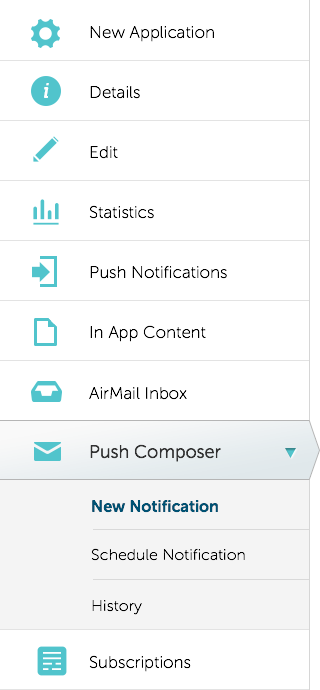 New Application
Details
Edit
Statistics
Push Notifications
In App Content
AirMail Inbox
Push Composer
New Notification
Schedule Notification
History
Subscriptions